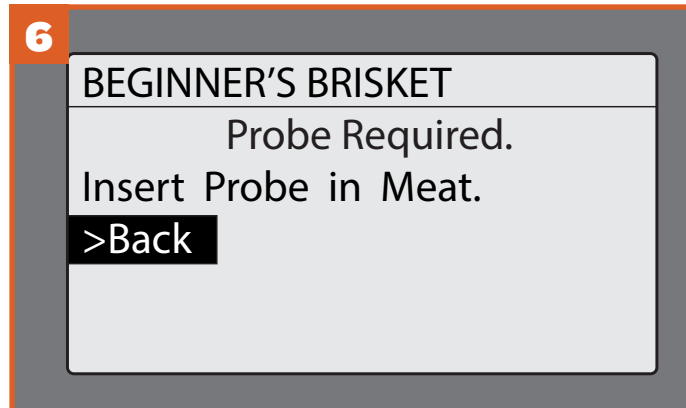 6
BEGINNER’S BRISKET
Probe Required.
Insert Probe in Meat.
>Back